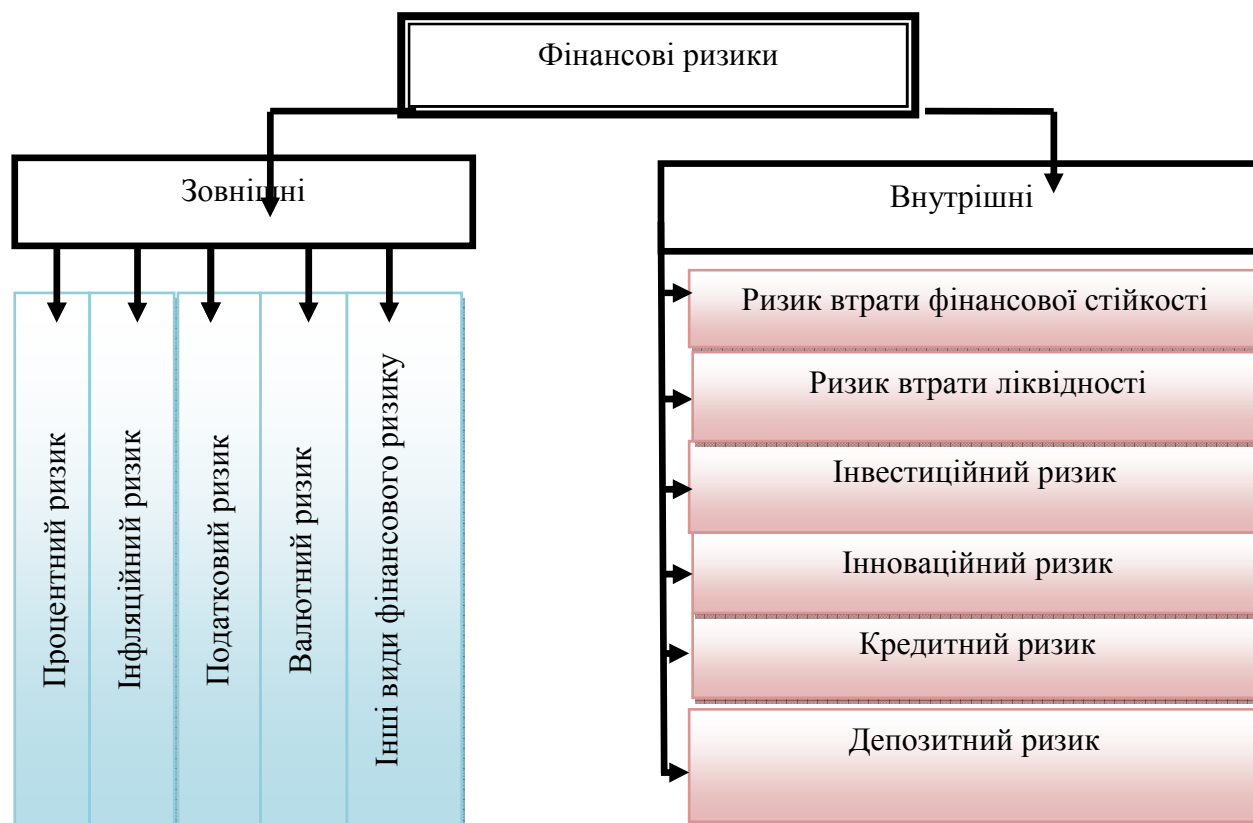 Фінансові ризики
Зовнішні
Внутрішні
Процентний ризик
Інфляційний ризик
Податковий ризик
Валютний ризик
Інші види фінансового ризику
Ризик втрати фінансової стійкості
Ризик втрати ліквідності
Інвестиційний ризик
Інноваційний ризик
Кредитний ризик
Депозитний ризик